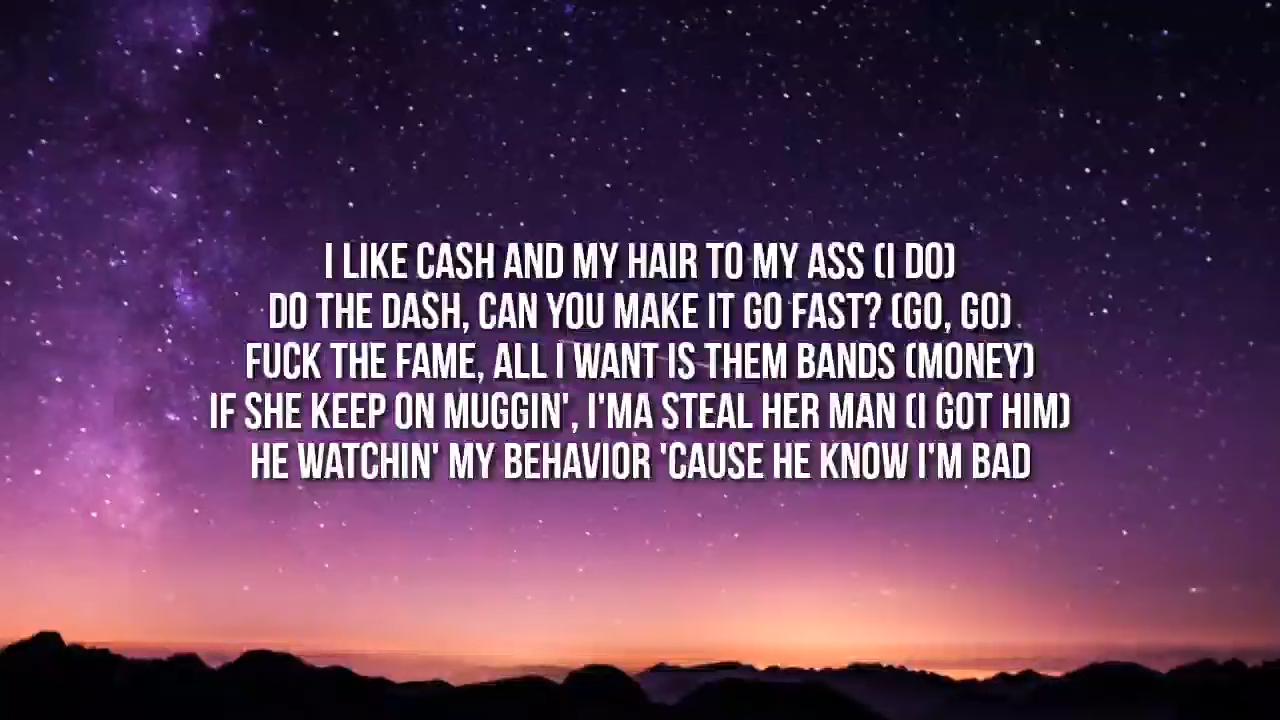 I LIKE CASH AND MY HAIR TO MY ASS (I DO)
DO THE DASH, CAN YOU MAKE IT GO FAST? (GO, GO)
FUCK THE FAME, ALL I WANT IS THEM BANDS (MONEY)
IF SHE KEEP ON MUGGIN', I'MA STEAL HER MAN (I GOT HIM)
HE WATCHIN' MY BEHAVIOR 'CAUSE HE KNOW I'M BAD